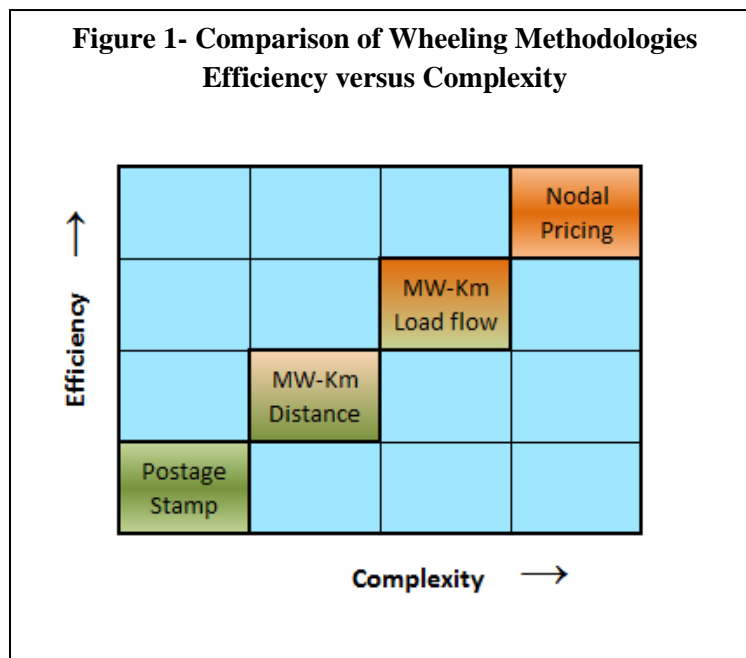 Figure 1- Comparison of Wheeling Methodologies
Efficiency versus Complexity
Nodal
Pricing
MW-Km
Load flow
MW-Km
Distance
Postage
Stamp
Efficiency →
Complexity →